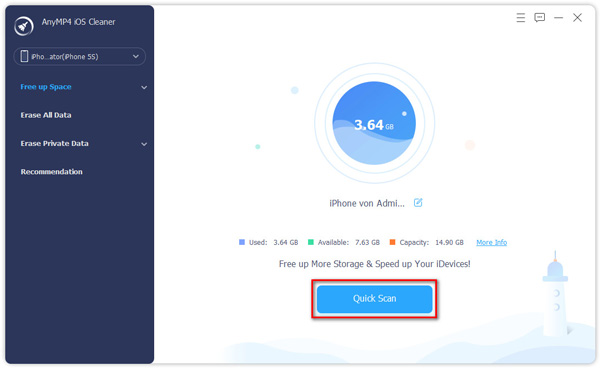 AnyMP4 iOS Cleaner
iPho...ator(iPhone 5S)
Free up Space
Erase All Data
Erase Private Data
Recommendation
3.64 GB
iPhone von Admi...
Used: 3.64 GB Available: 7.63 GB Capacity: 14.90 GB More Info
Free up More Storage & Speed up Your iDevices!
Quick Scan